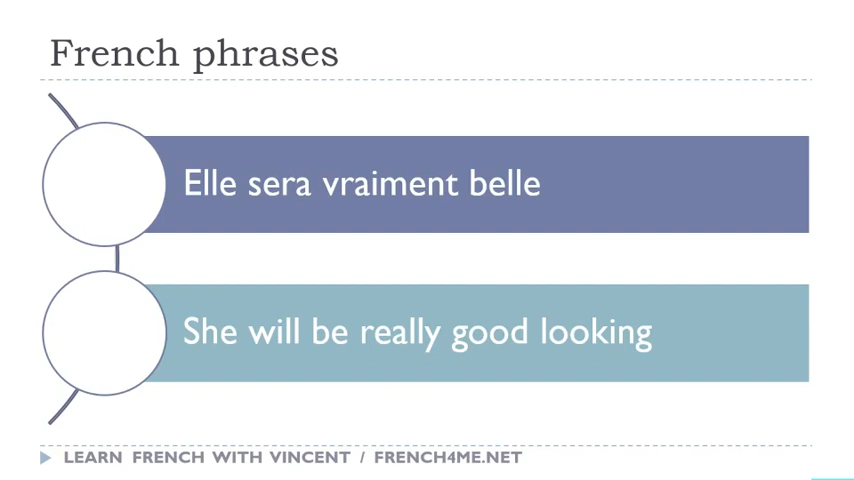 French phrases
Elle sera vraiment belle
She will be really good looking
LEARN FRENCH WITH VINCENT / FRENCH4ME.NET